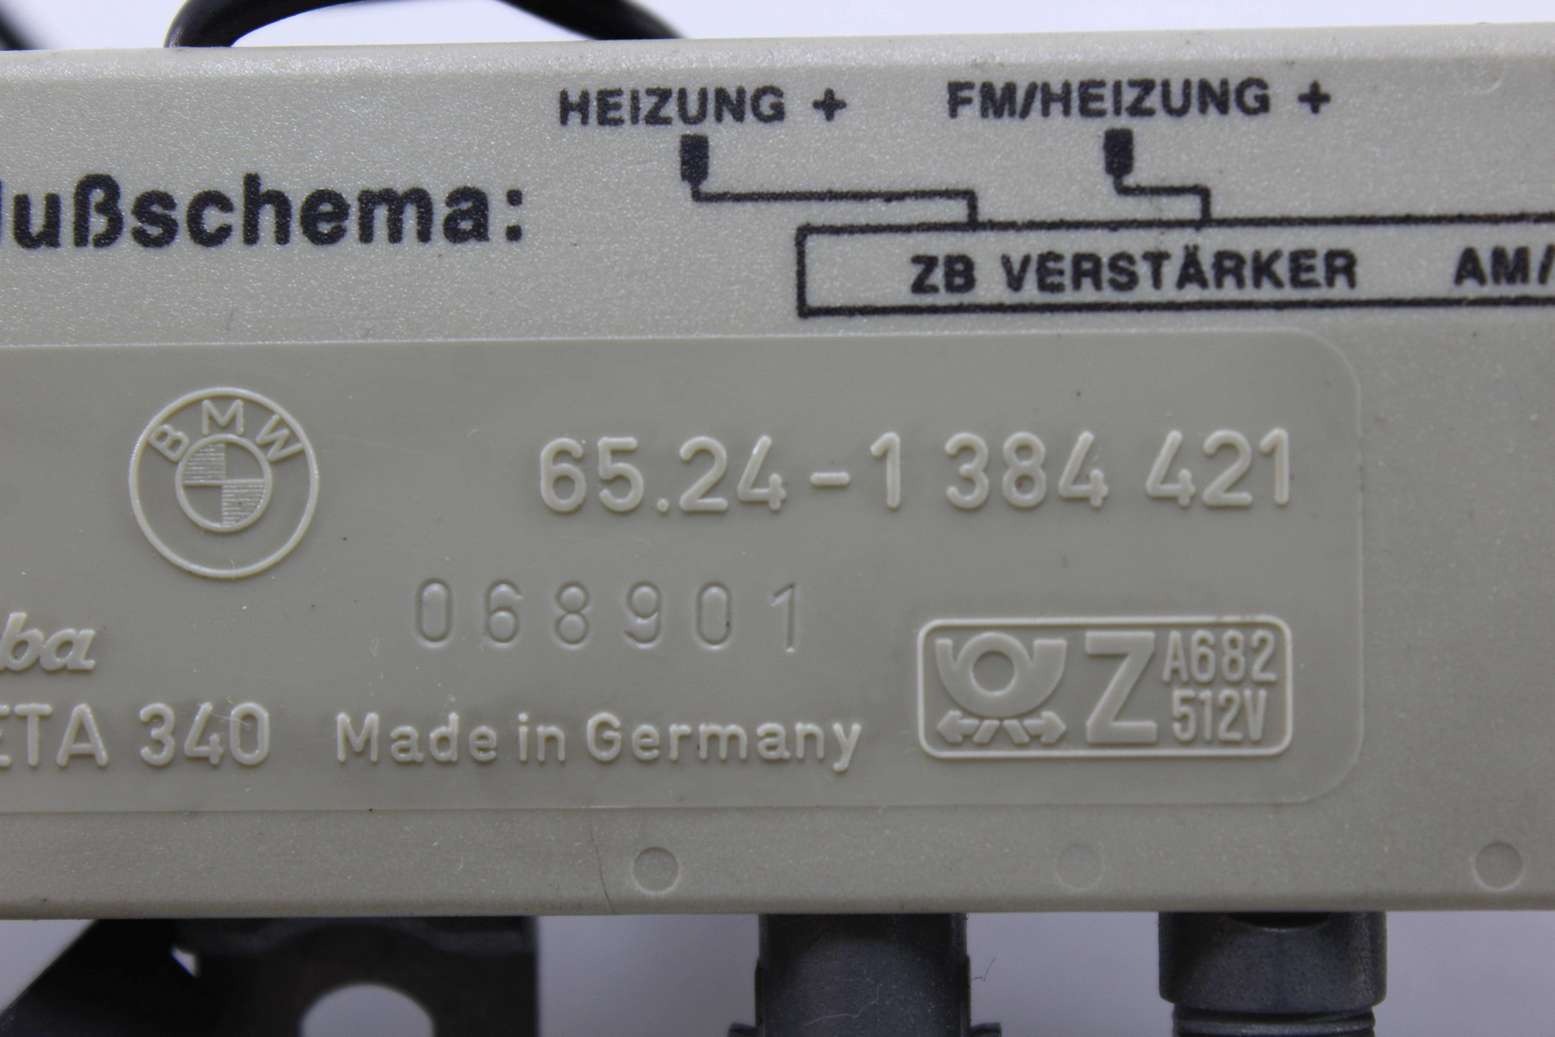 HEIZUNG + FM/HEIZUNG +
lußschema:
ZB VERSTÄRKER AM/
BMW
65.24-1 384 421
068901
ba
ETA 340
Made in Germany
Z A682
512V